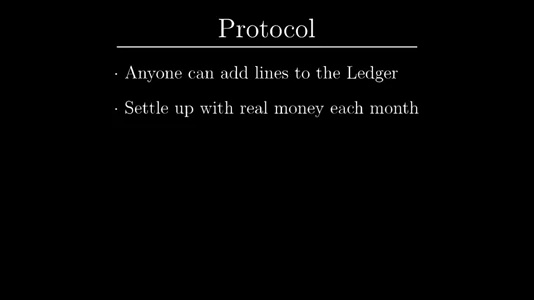 Protocol
· Anyone can add lines to the Ledger
· Settle up with real money each month